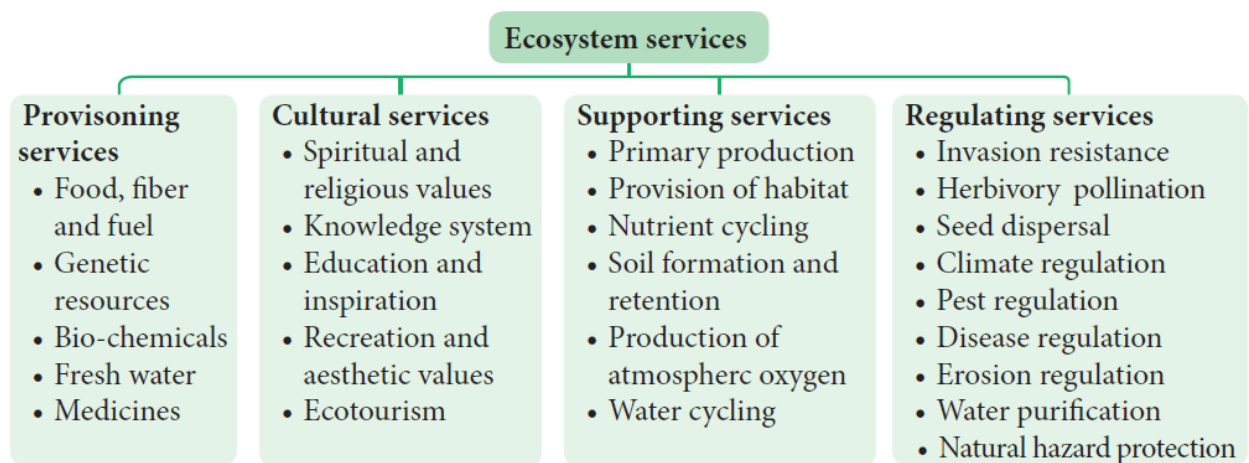 Ecosystem services
Provisoning
services
• Food, fiber
and fuel
• Genetic
resources
• Bio-chemicals
• Fresh water
• Medicines
Cultural services
• Spiritual and
religious values
• Knowledge system
• Education and
inspiration
• Recreation and
aesthetic values
• Ecotourism
Supporting services
• Primary production
• Provision of habitat
• Nutrient cycling
• Soil formation and
retention
• Production of
atmospherc oxygen
• Water cycling
Regulating services
• Invasion resistance
• Herbivory pollination
• Seed dispersal
• Climate regulation
• Pest regulation
• Disease regulation
• Erosion regulation
• Water purification
• Natural hazard protection